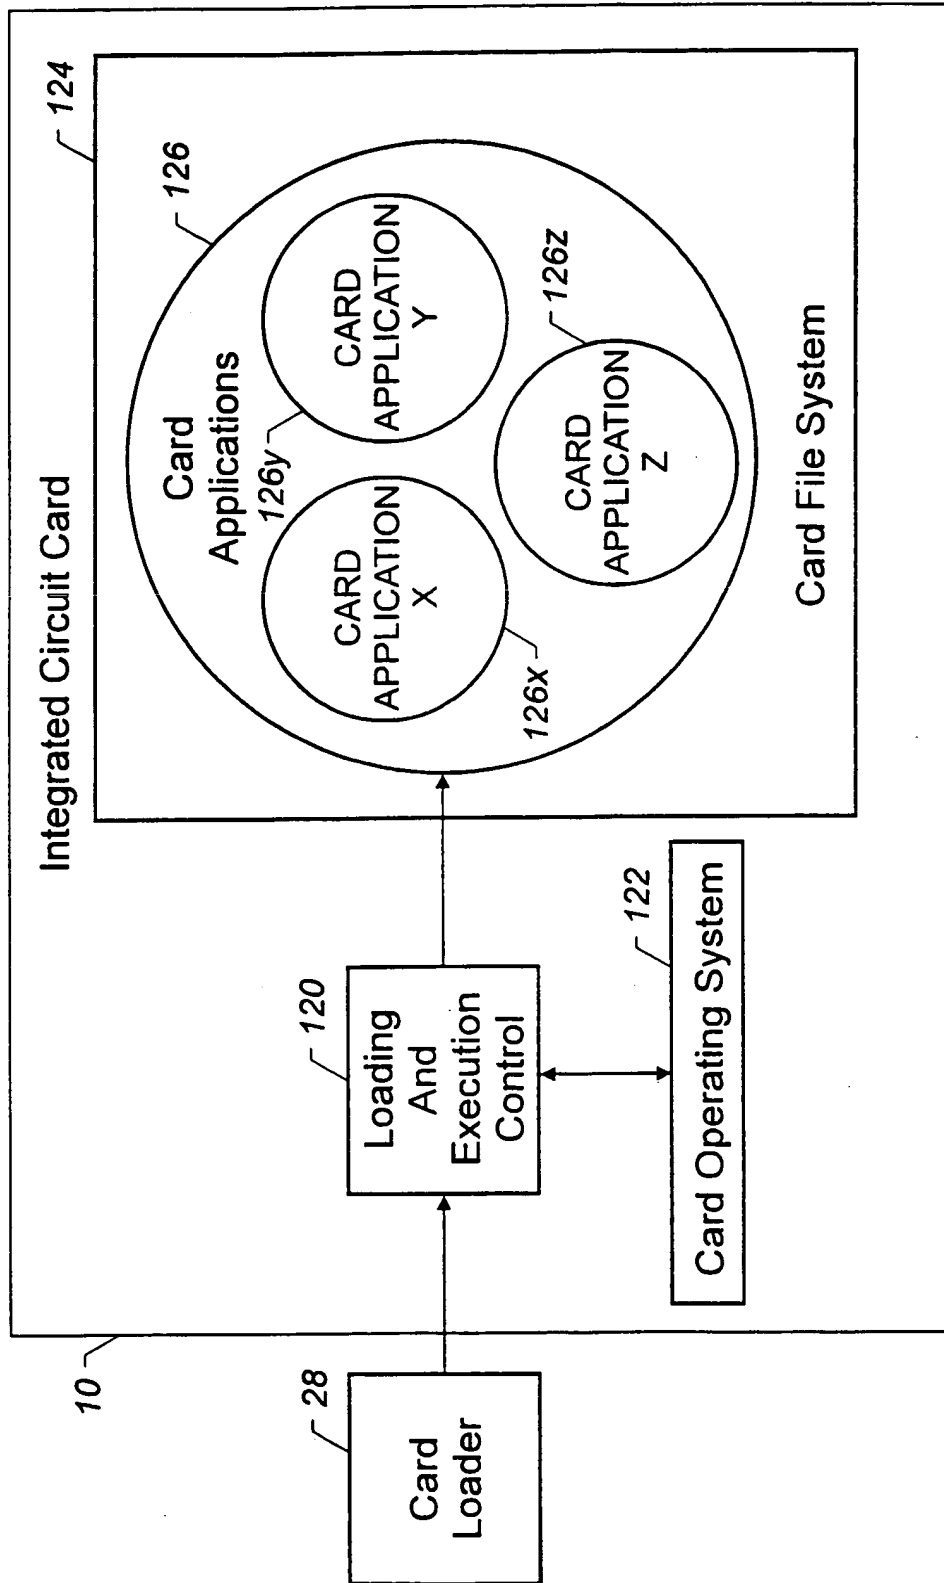 Integrated Circuit Card
10
124
126
Card
Applications
126y
CARD
APPLICATION
X
CARD
APPLICATION
Y
126x
126z
CARD
APPLICATION
Z
Card File System
28
Card
Loader
120
Loading
And
Execution
Control
122
Card Operating System